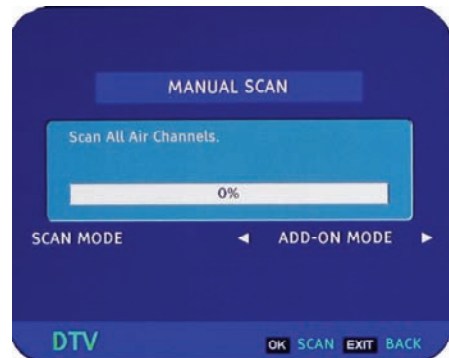 MANUAL SCAN
Scan All Air Channels.
0%
SCAN MODE ◄ ADD-ON MODE ►
DTV OK SCAN EXIT BACK